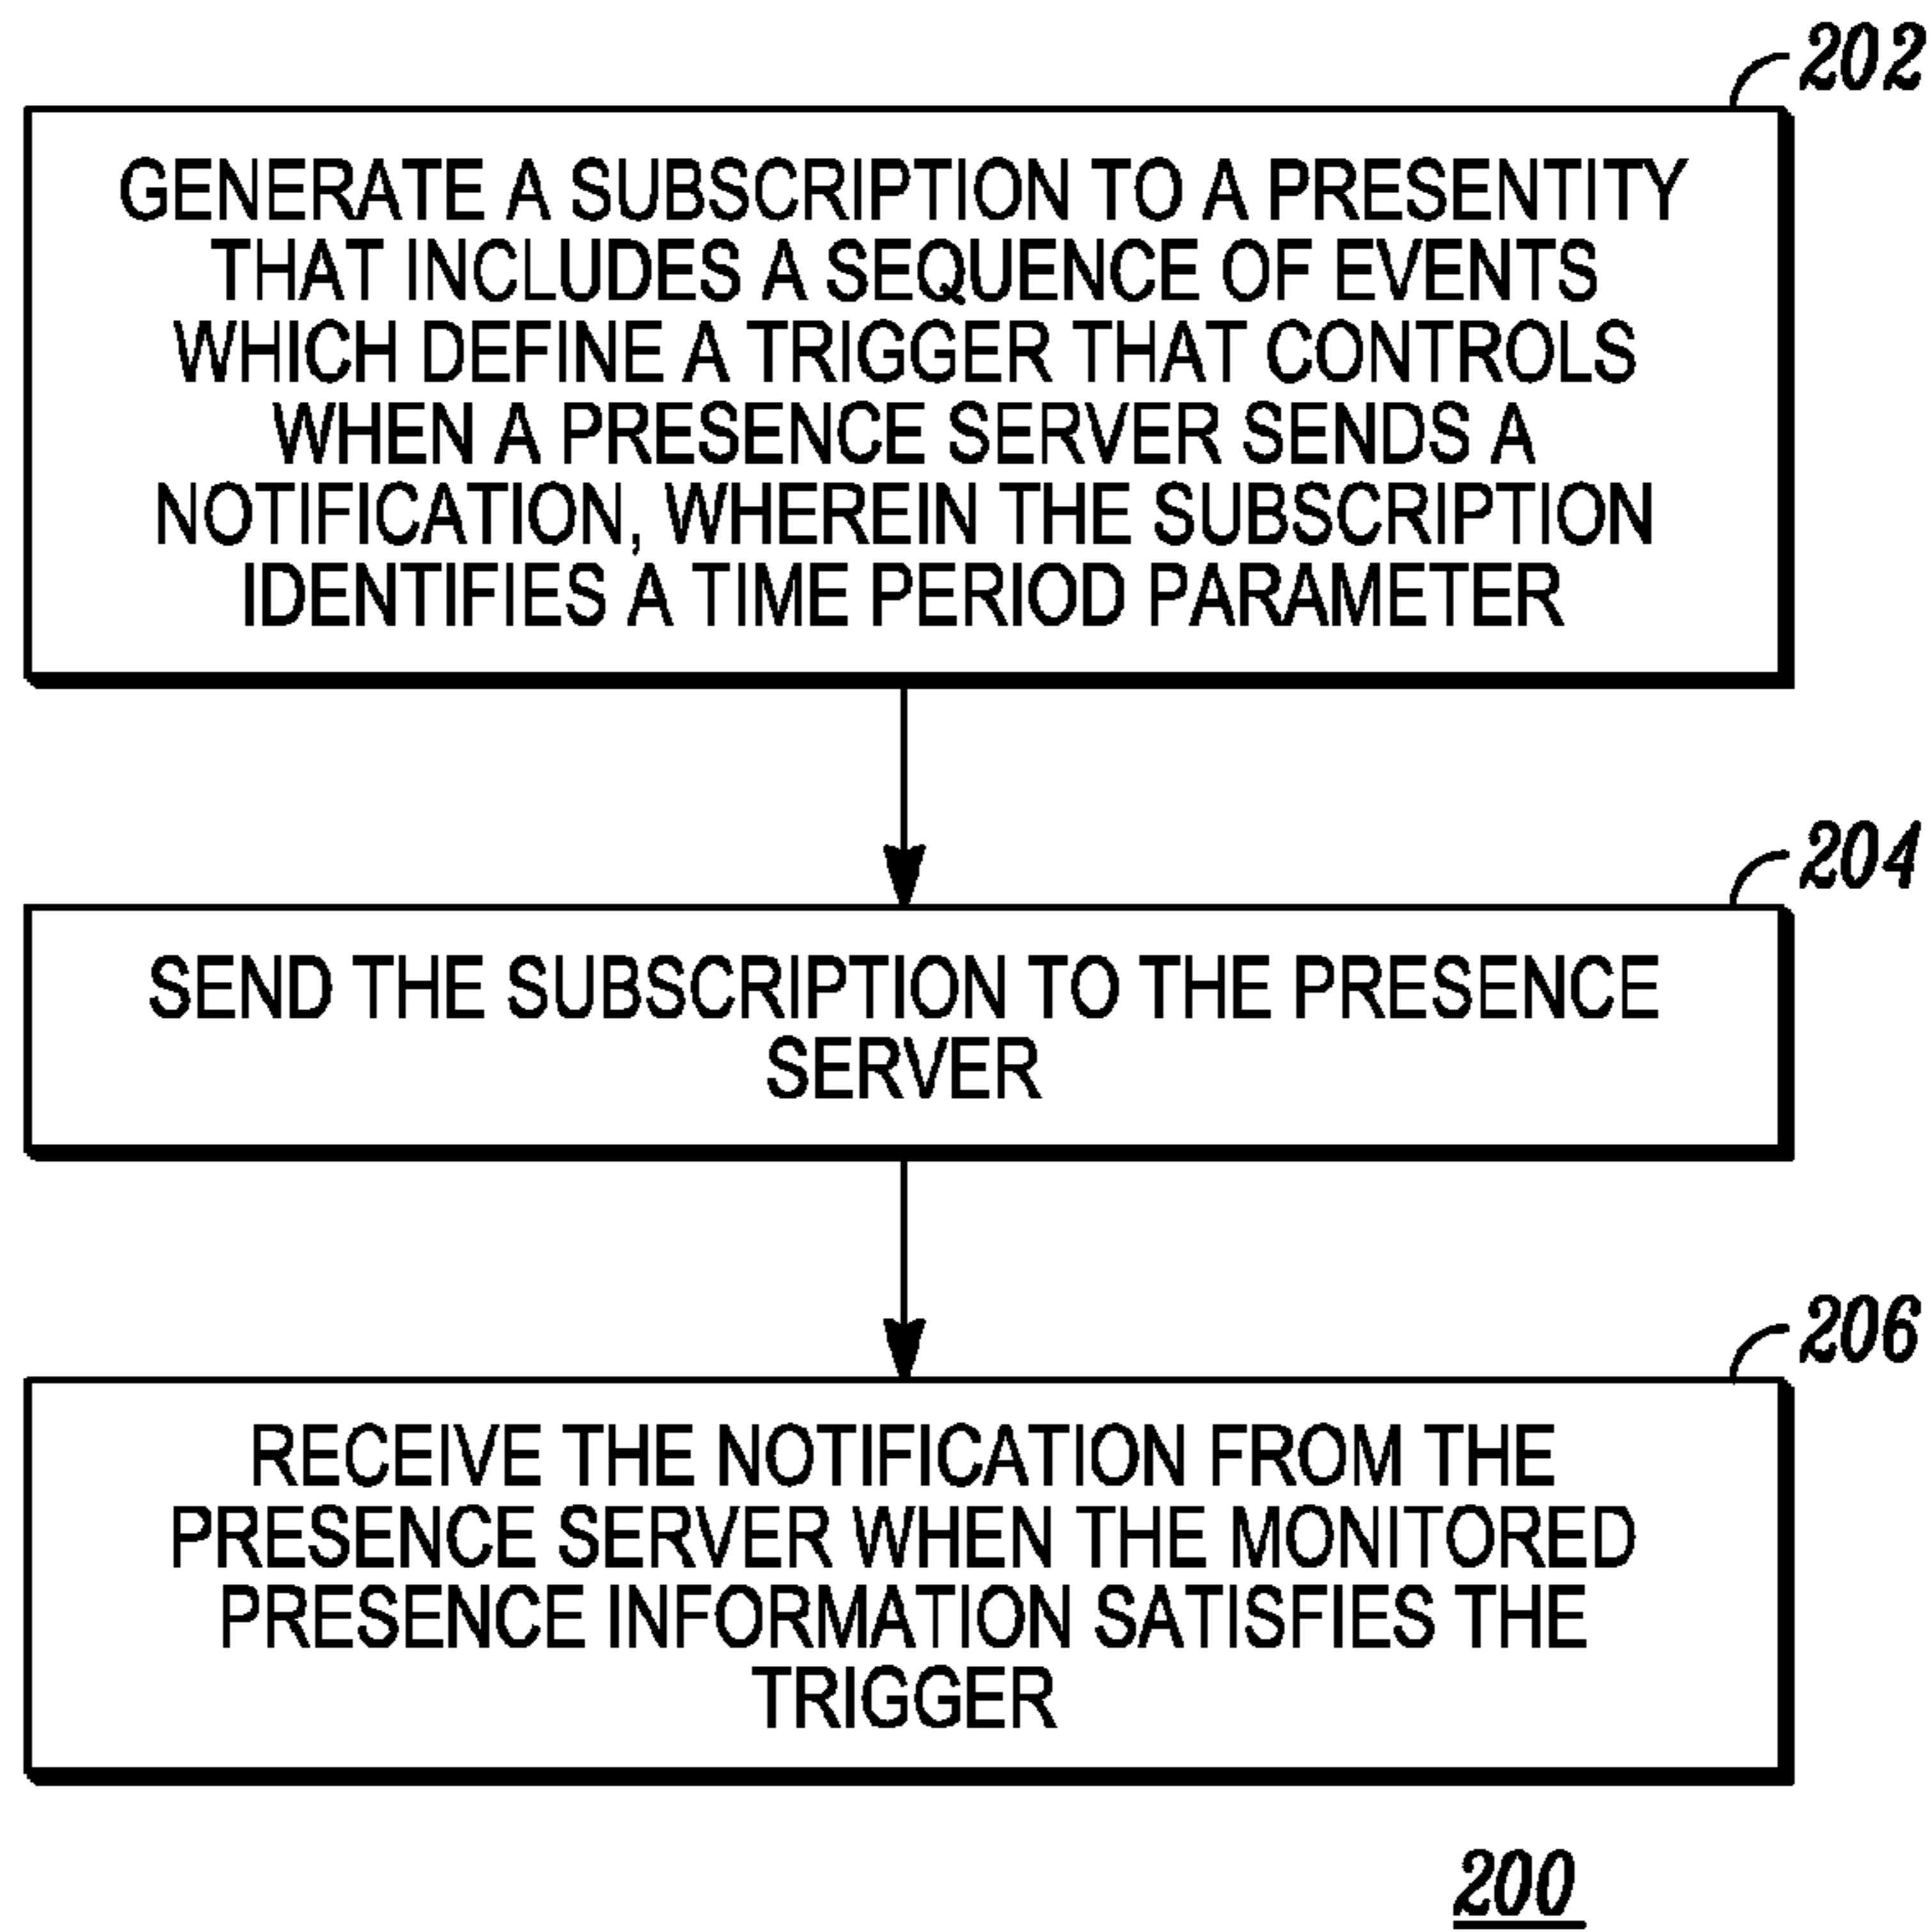 202
GENERATE A SUBSCRIPTION TO A PRESENTITY
THAT INCLUDES A SEQUENCE OF EVENTS
WHICH DEFINE A TRIGGER THAT CONTROLS
WHEN A PRESENCE SERVER SENDS A
NOTIFICATION, WHEREIN THE SUBSCRIPTION
IDENTIFIES A TIME PERIOD PARAMETER
204
SEND THE SUBSCRIPTION TO THE PRESENCE
SERVER
206
RECEIVE THE NOTIFICATION FROM THE
PRESENCE SERVER WHEN THE MONITORED
PRESENCE INFORMATION SATISFIES THE
TRIGGER
200